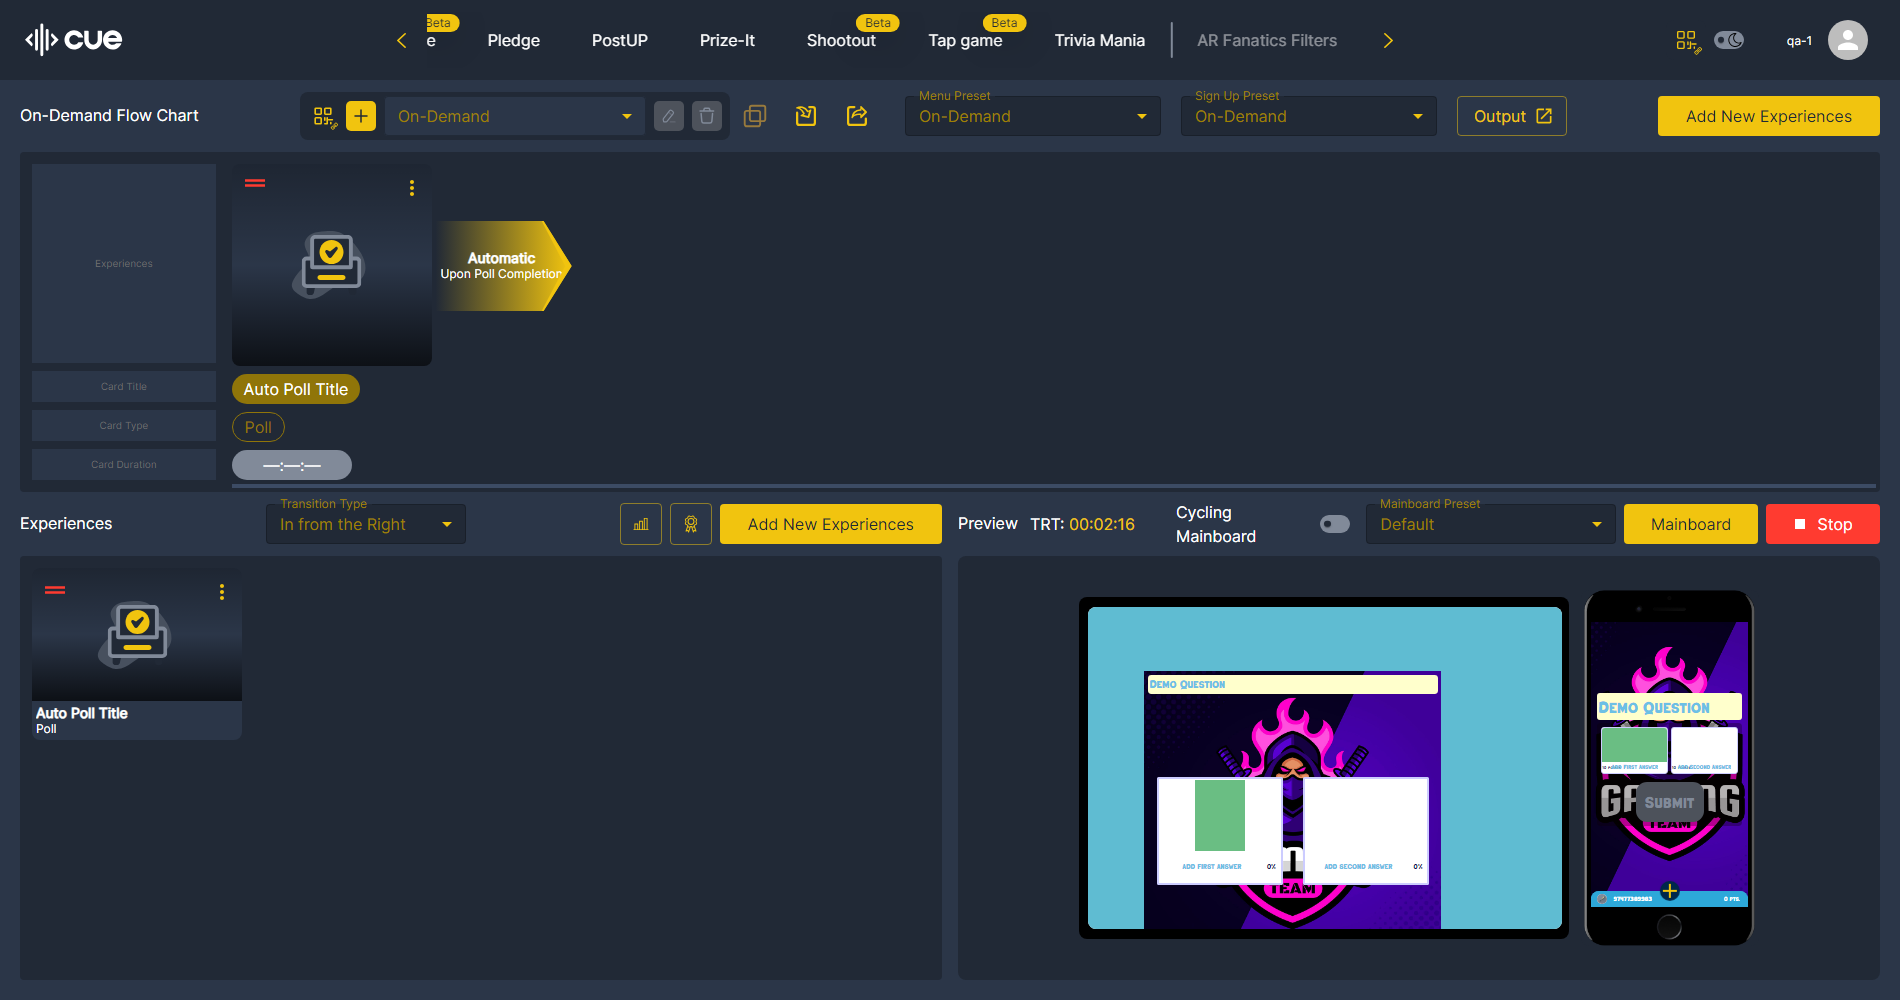 cue
Beta
e
Pledge
PostUP
Prize-It
Beta
Shootout
Beta
Tap game
Trivia Mania
AR Fanatics Filters
qa-1
On-Demand Flow Chart
On-Demand
Menu Preset
On-Demand
Sign Up Preset
On-Demand
Output
Add New Experiences
Experiences
Automatic
Upon Poll Completion
Card Title
Auto Poll Title
Card Type
Poll
Card Duration
—:—:—
Experiences
Transition Type
In from the Right
Add New Experiences
Preview
TRT: 00:02:16
Cycling
Mainboard
Mainboard Preset
Default
Mainboard
Stop
Auto Poll Title
Poll
Demo Question
ADD FIRST ANSWER
0%
ADD SECOND ANSWER
0%
TEAM
Demo Question
ADD FIRST ANSWER
ADD SECOND ANSWER
Submit
TEAM
97477389983
0 PTS.